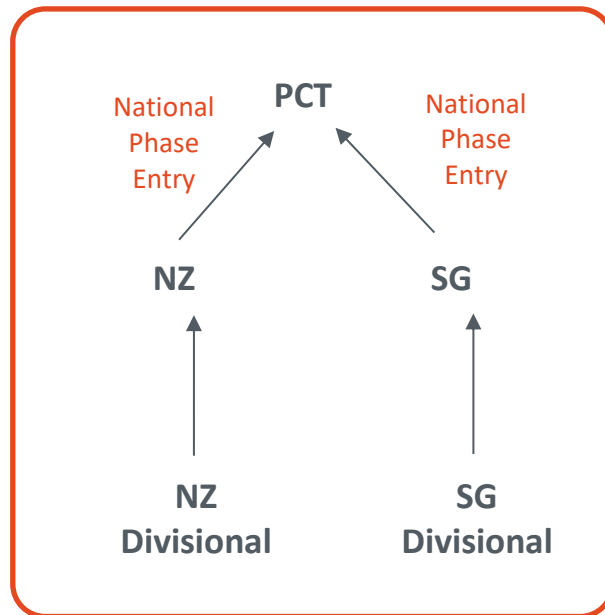 PCT
National
Phase
Entry
National
Phase
Entry
NZ
SG
NZ
Divisional
SG
Divisional